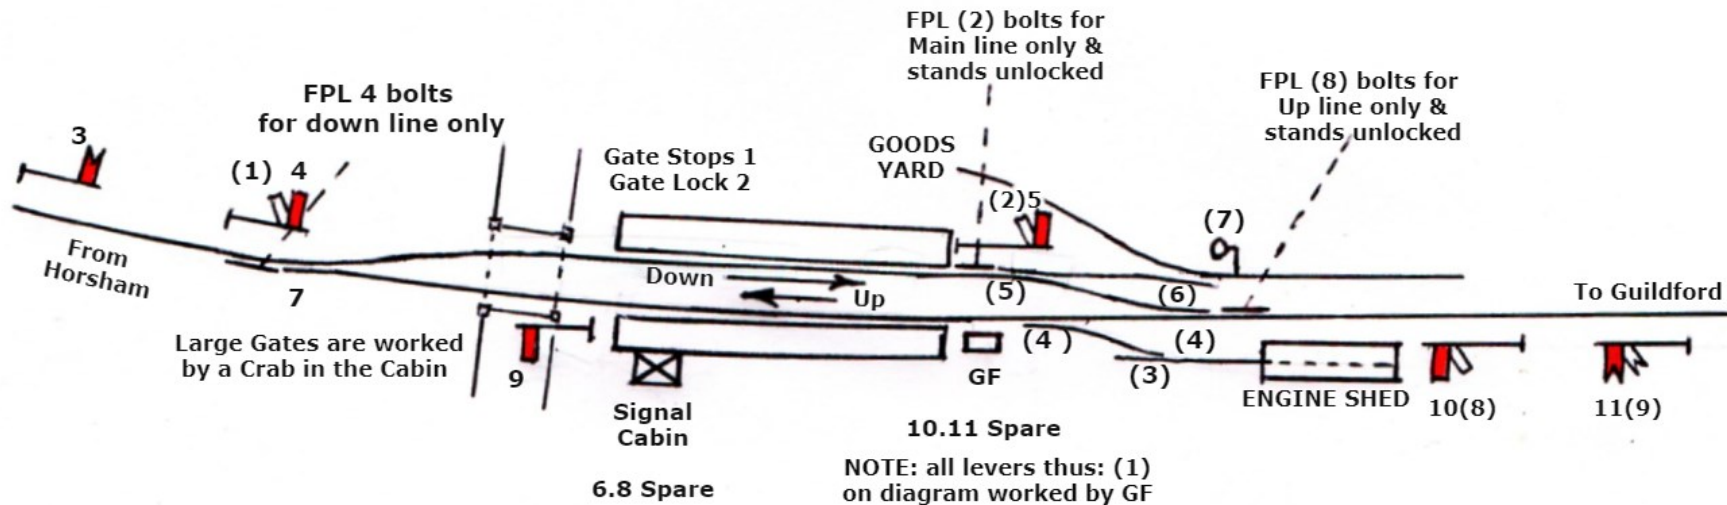 FPL (2) bolts for
Main line only &
stands unlocked
FPL (8) bolts for
Up line only &
stands unlocked
FPL 4 bolts
for down line only
3
(1) 4
Gate Stops 1
Gate Lock 2
GOODS
YARD
(2)5
(7)
From
Horsham
7
Down
Up
(5)
(6)
To Guildford
Large Gates are worked
by a Crab in the Cabin
9
(4 )
(4)
(3)
GF
ENGINE SHED
10(8)
11(9)
Signal
Cabin
10.11 Spare
6.8 Spare
NOTE: all levers thus: (1)
on diagram worked by GF